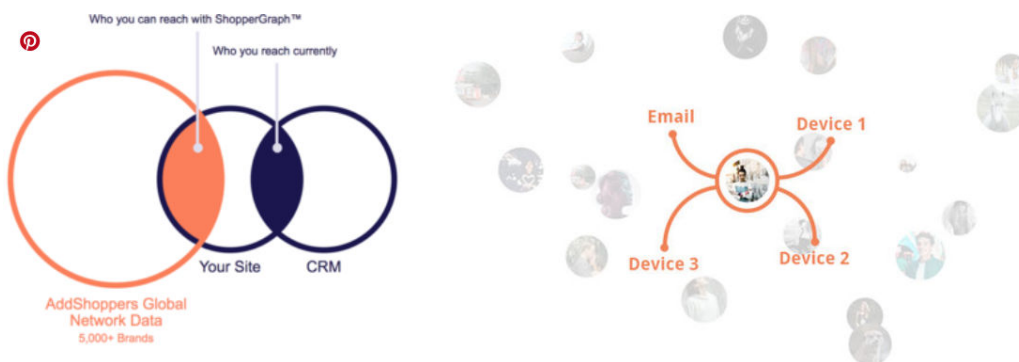 Who you can reach with ShopperGraph™
Who you reach currently
Your Site
CRM
AddShoppers Global
Network Data
5,000+ Brands
Email
Device 1
Device 3
Device 2